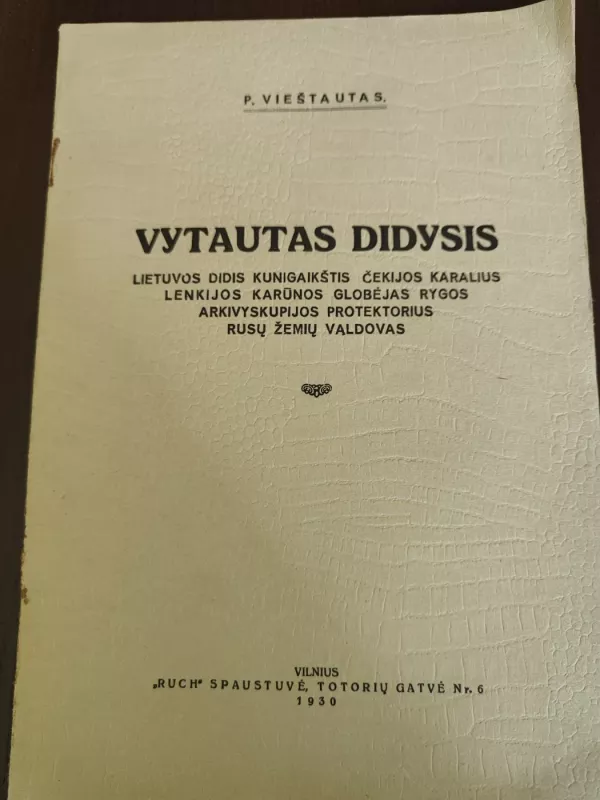 P. VIEŠTAUTAS.
VYTAUTAS DIDYSIS
LIETUVOS DIDIS KUNIGAIKŠTIS ČEKIJOS KARALIUS
LENKIJOS KARŪNOS GLOBĖJAS RYGOS
ARKIVYSKUPIJOS PROTEKTORIUS
RUSŲ ŽEMIŲ VALDOVAS
VILNIUS
„RUCH“ SPAUSTUVĖ, TOTORIŲ GATVĖ Nr. 6
1930